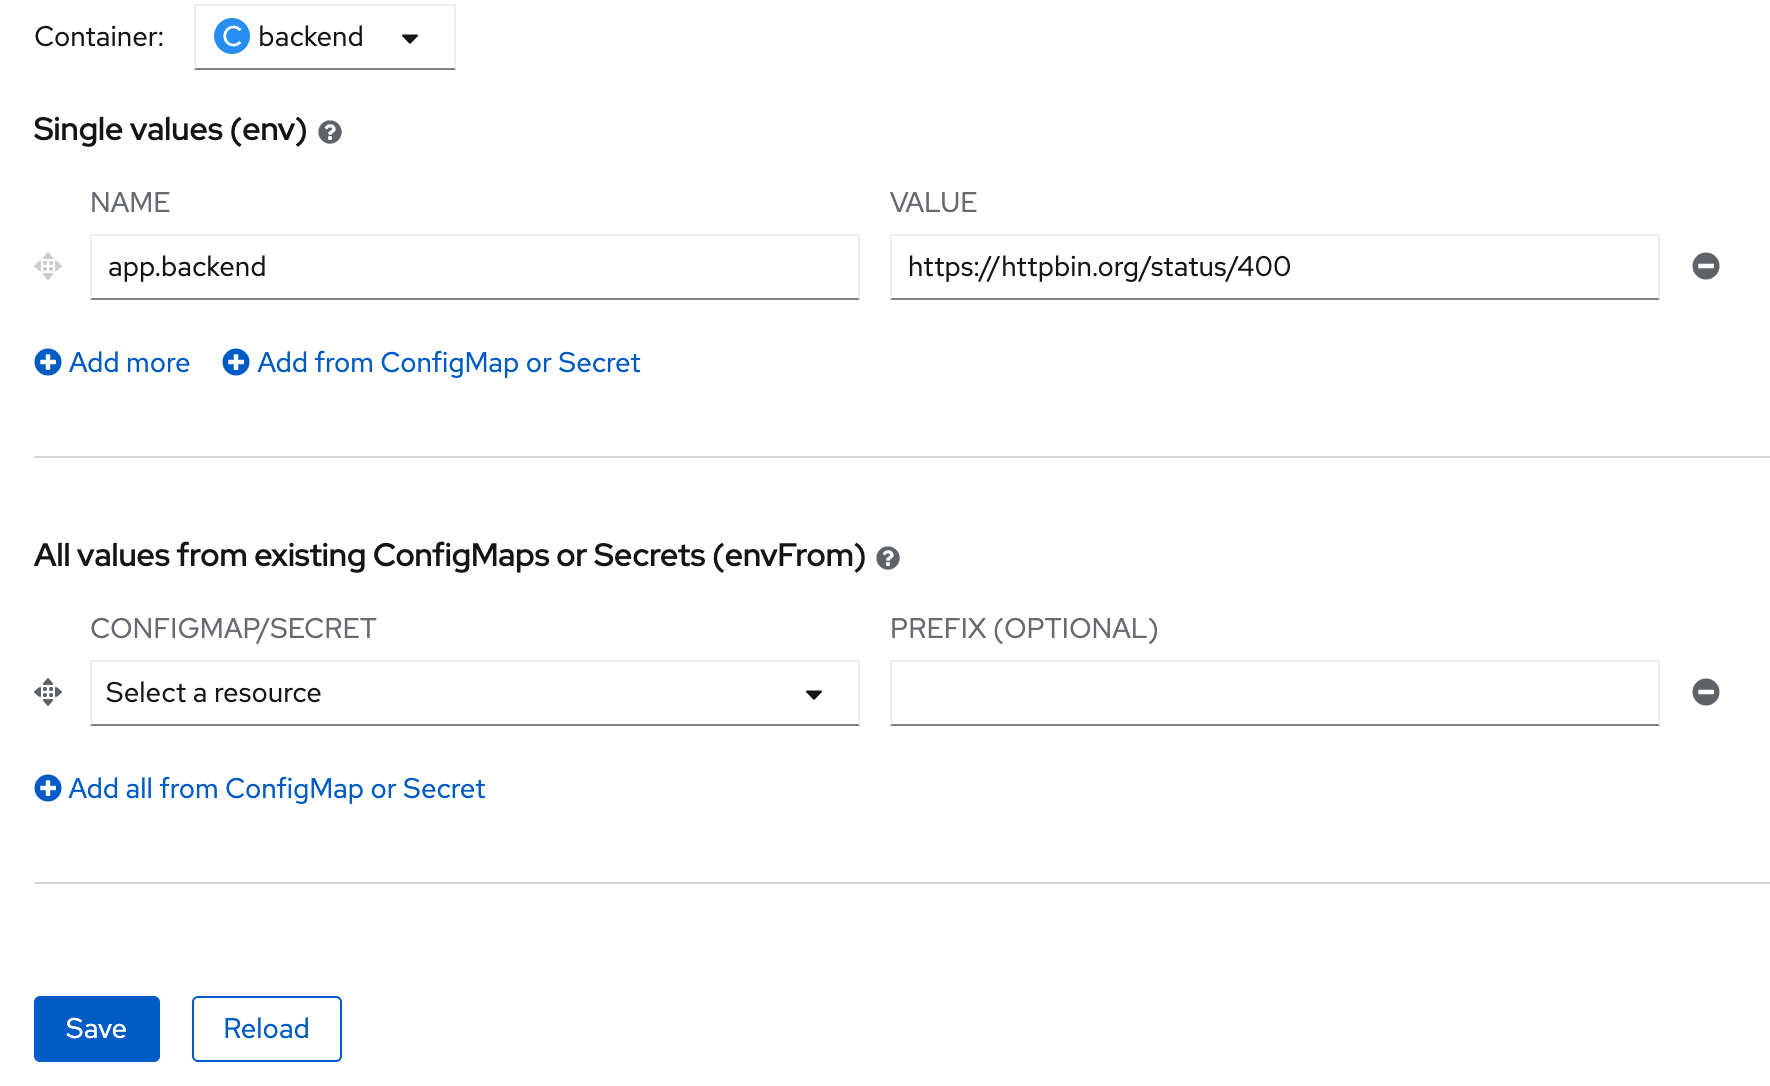 Container: C backend
Single values (env) ?
NAME VALUE
app.backend https://httpbin.org/status/400
Add more Add from ConfigMap or Secret
All values from existing ConfigMaps or Secrets (envFrom) ?
CONFIGMAP/SECRET PREFIX (OPTIONAL)
Select a resource
Add all from ConfigMap or Secret
Save Reload